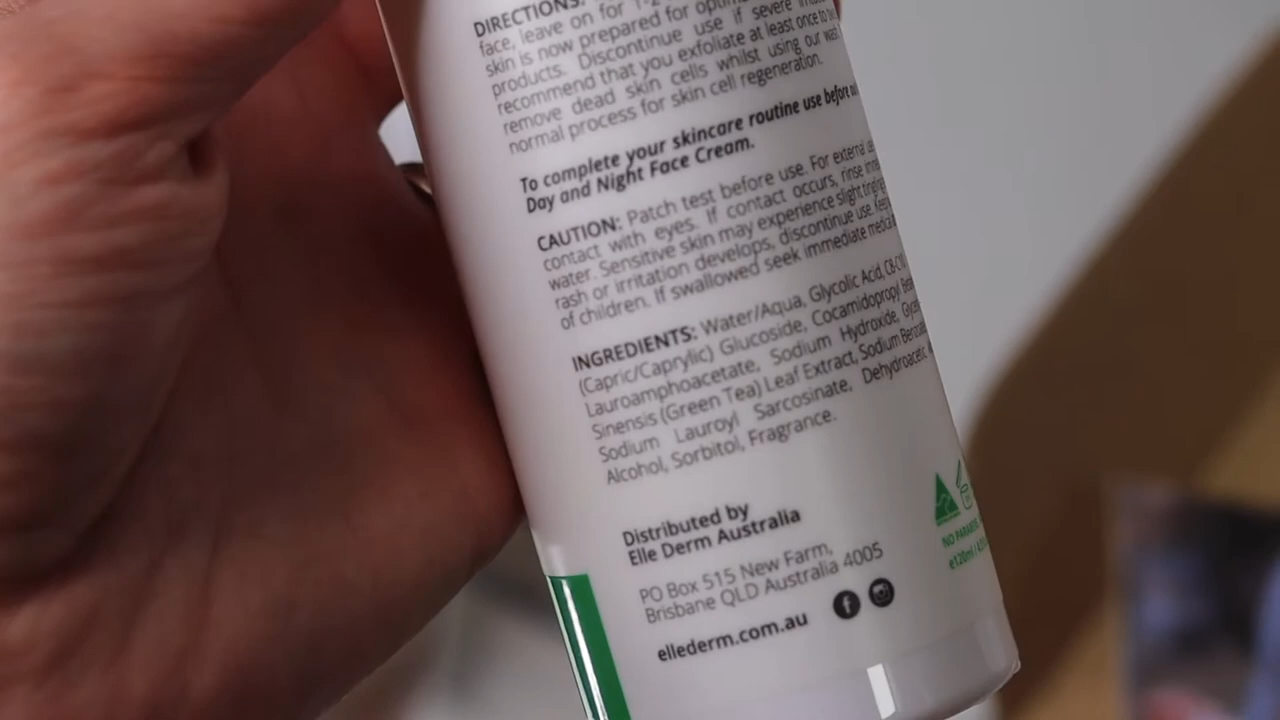 DIRECTIONS:
face, leave on for 1-2
skin is now prepared for
products. Discontinue use if severe
recommend that you exfoliate at least once
remove dead skin cells whilst using our
normal process for skin cell regeneration.
To complete your skincare routine use before
Day and Night Face Cream.
CAUTION: Patch test before use. For external
contact with eyes. If contact occurs, rinse
water. Sensitive skin may experience slight
rash or irritation develops, discontinue use.
of children. If swallowed seek immediate
INGREDIENTS: Water/Aqua, Glycolic Acid,
(Capric/Caprylic) Glucoside, Cocamidopropyl
Lauroamphoacetate, Sodium Hydroxide,
Sinensis (Green Tea) Leaf Extract, Sodium
Sodium Lauroyl Sarcosinate, Dehydroacetic
Alcohol, Sorbitol, Fragrance.
Distributed by
Elle Derm Australia
PO Box 515 New Farm,
Brisbane QLD Australia 4005
ellederm.com.au
NO
e120ml /